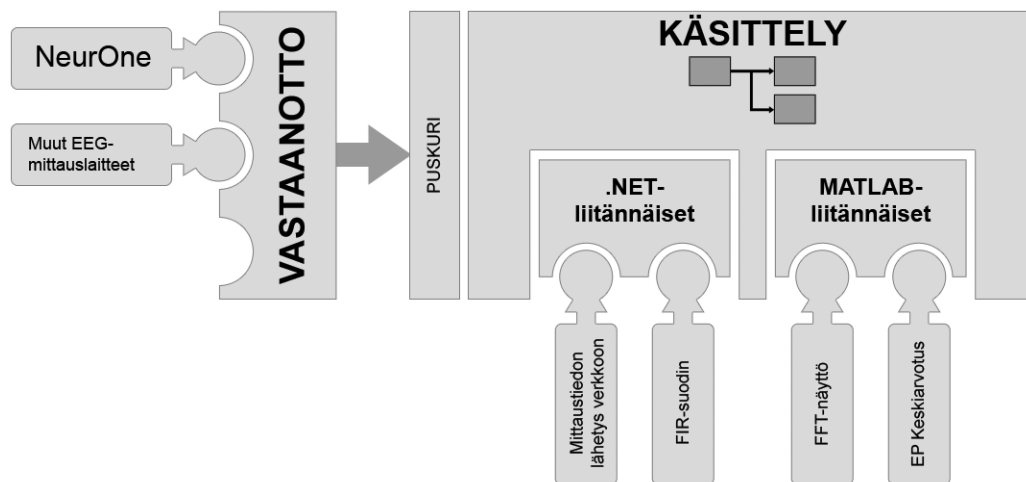 NeurOne
Muut EEG-
mittauslaitteet
VASTAANOTTO
PUSKURI
KÄSITTELY
.NET-
liitännäiset
MATLAB-
liitännäiset
Mittaustiedon
lähetys verkkoon
FIR-suodin
FFT-näyttö
EP Keskiarvotus